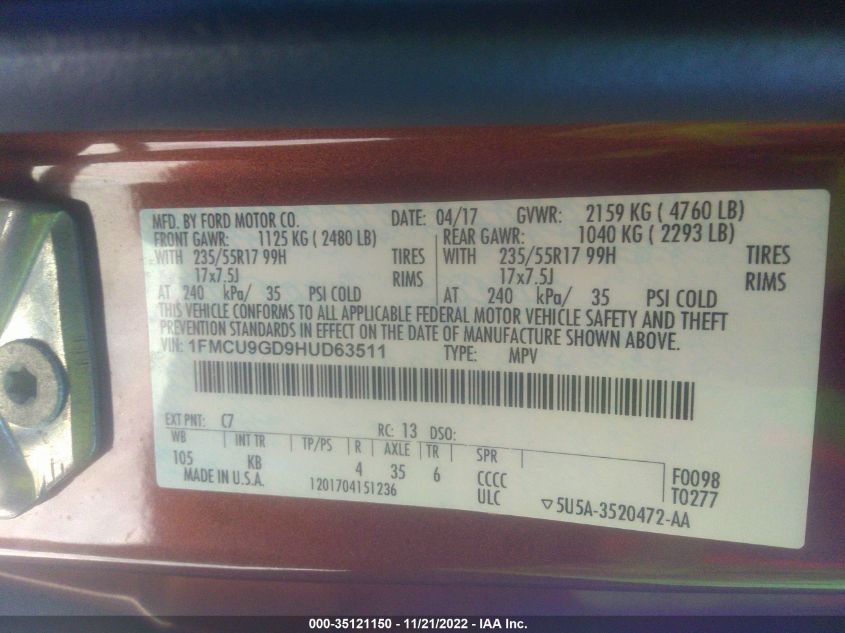 MFD. BY FORD MOTOR CO. DATE: 04/17 GVWR: 2159 KG ( 4760 LB)
FRONT GAWR: 1125 KG ( 2480 LB) REAR GAWR: 1040 KG ( 2293 LB)
WITH 235/55R17 99H TIRES WITH 235/55R17 99H TIRES
17x7.5J RIMS 17x7.5J RIMS
AT 240 kPa/ 35 PSI COLD AT 240 kPa/ 35 PSI COLD
THIS VEHICLE CONFORMS TO ALL APPLICABLE FEDERAL MOTOR VEHICLE SAFETY AND THEFT
PREVENTION STANDARDS IN EFFECT ON THE DATE OF MANUFACTURE SHOWN ABOVE.
VIN: 1FMCU9GD9HUD63511 TYPE: MPV
EXT PNT: C7 RC: 13 DSO:
WB INT TR TP/PS R AXLE TR SPR
105 KB 4 35 6 CCCC F0098
MADE IN U.S.A. 1201704151236 ULC T0277
▽5U5A-3520472-AA
000-35121150 - 11/21/2022 - IAA Inc.